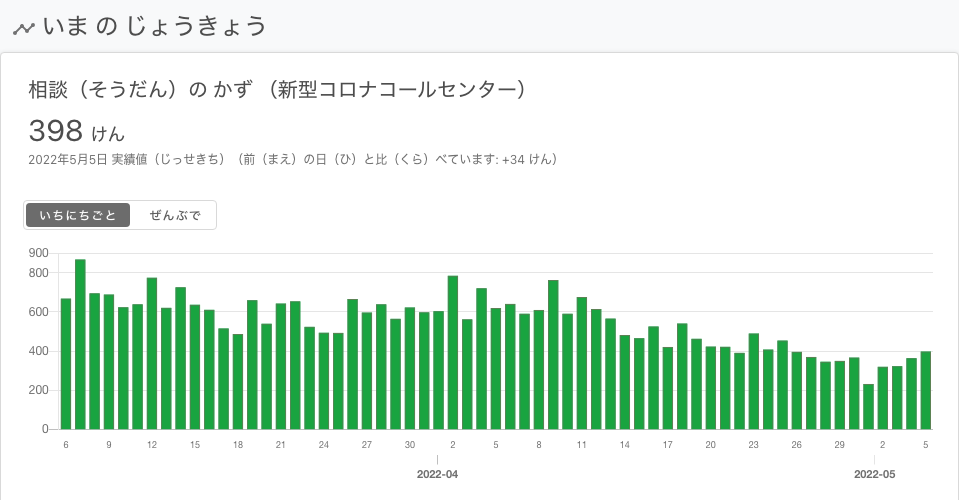 いま の じょうきょう
相談（そうだん）の かず （新型コロナコールセンター）
398 けん
2022年5月5日 実績値（じっせきち）（前（まえ）の日（ひ）と比（くら）べています: +34 けん）
いちにちごと ぜんぶで
900
800
600
400
200
0
6 9 12 15 18 21 24 27 30 2 5 8 11 14 17 20 23 26 29 2 5
2022-04 2022-05